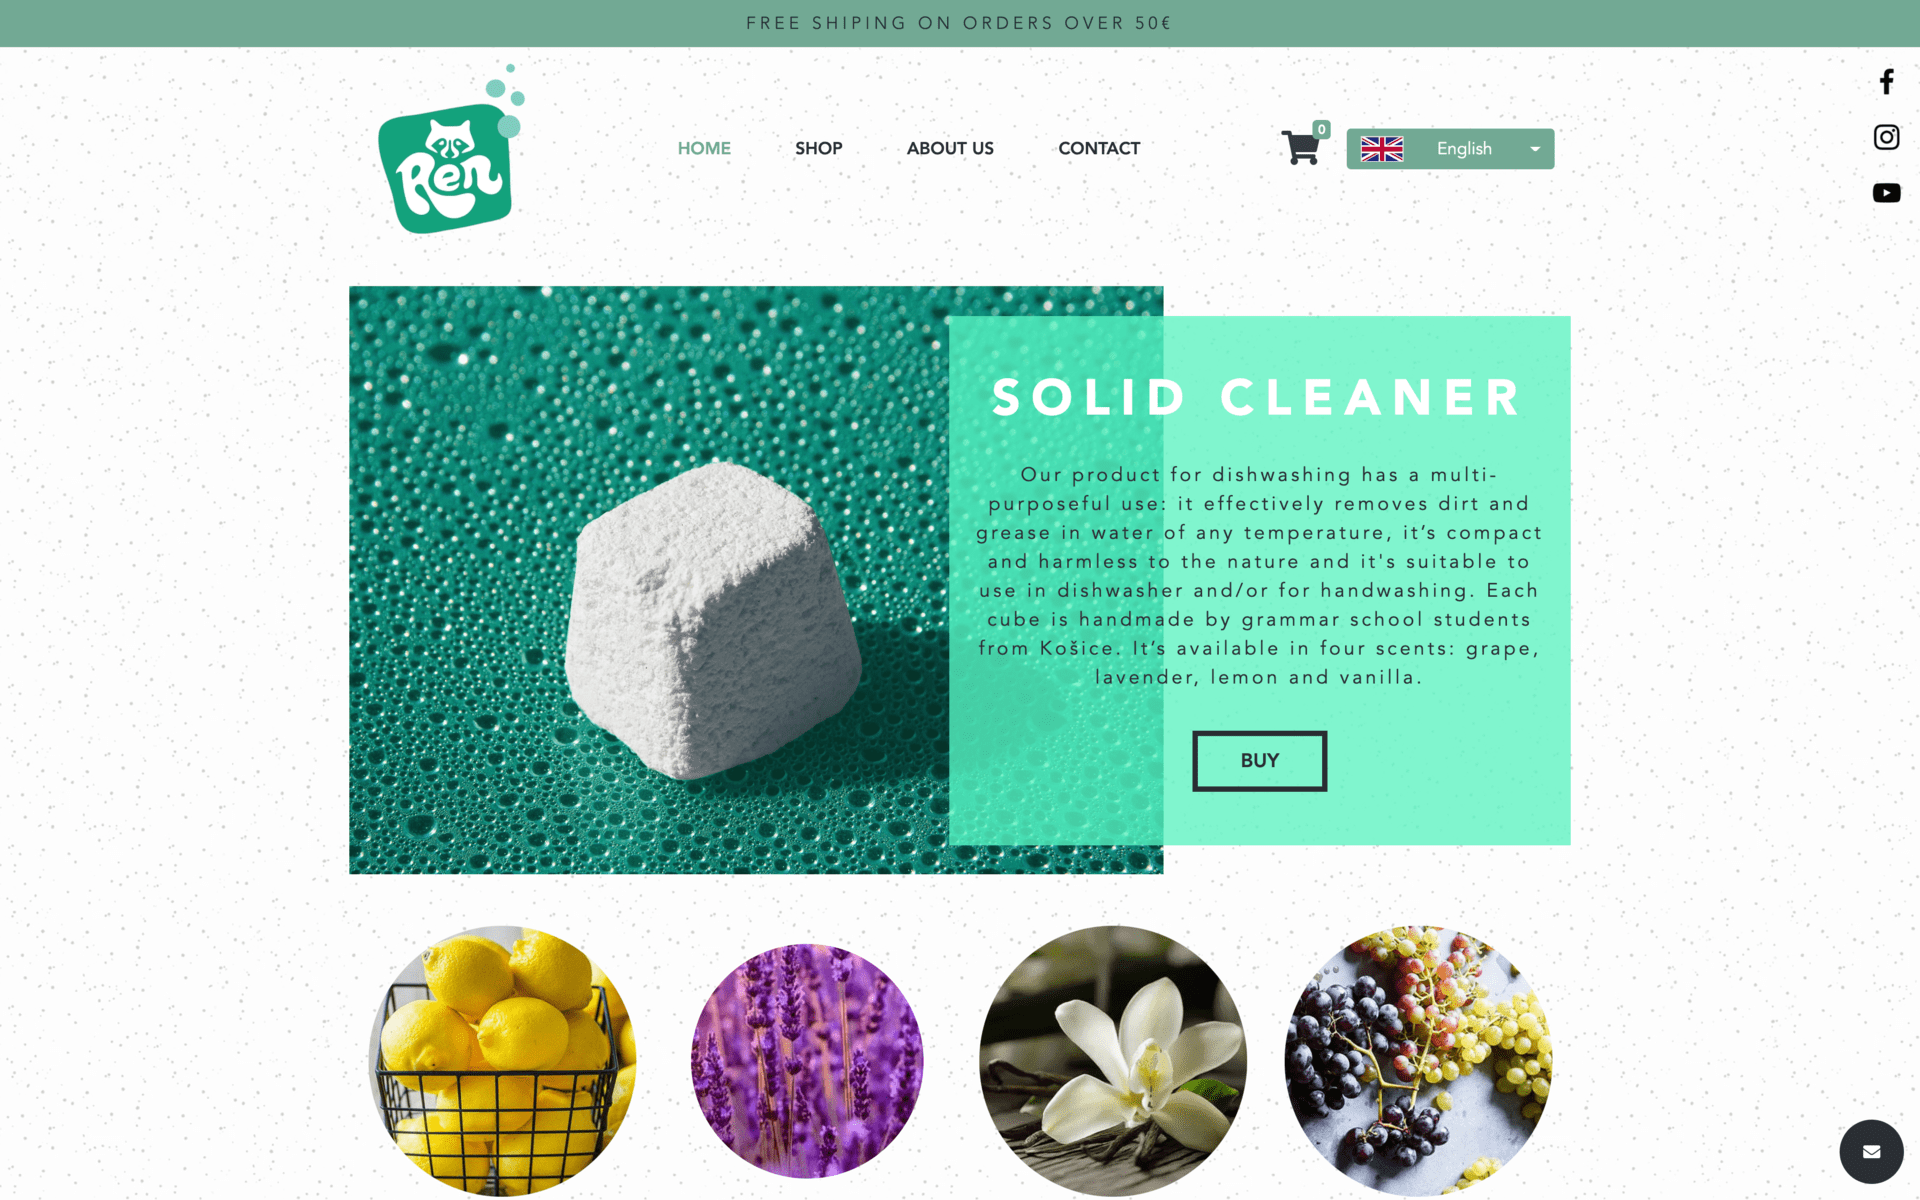 FREE SHIPING ON ORDERS OVER 50€
Ren
HOME
SHOP
ABOUT US
CONTACT
0
English
SOLID CLEANER
Our product for dishwashing has a multi-
purposeful use: it effectively removes dirt and
grease in water of any temperature, it’s compact
and harmless to the nature and it's suitable to
use in dishwasher and/or for handwashing. Each
cube is handmade by grammar school students
from Košice. It’s available in four scents: grape,
lavender, lemon and vanilla.
BUY